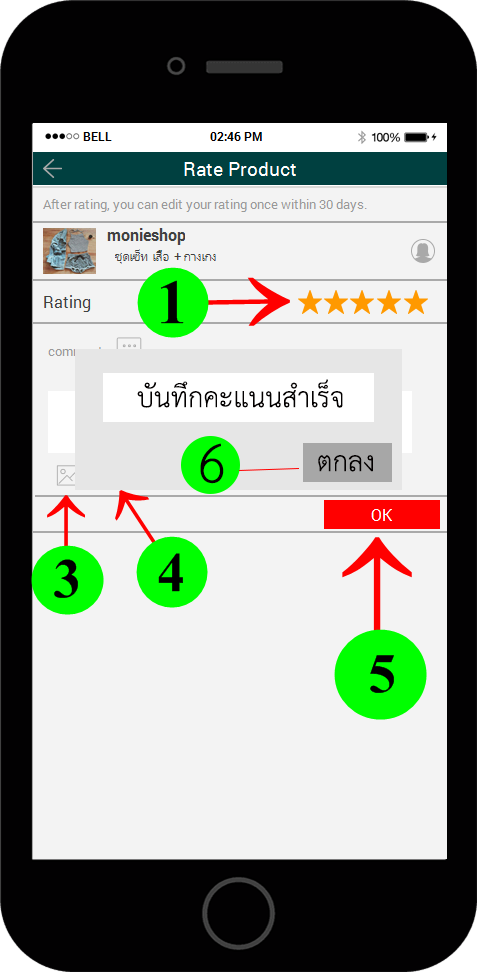 BELL 02:46 PM 100%
Rate Product
After rating, you can edit your rating once within 30 days.
monieshop
ชุดเซ็ท เสื้อ + กางเกง
Rating 1
บันทึกคะแนนสำเร็จ
6 ตกลง
OK
3 4
5